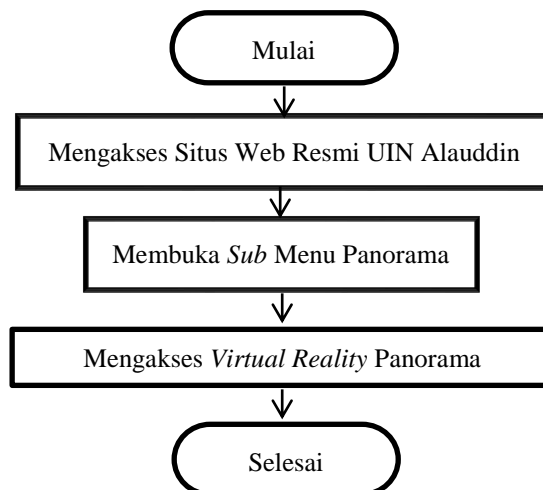 Mulai
Mengakses Situs Web Resmi UIN Alauddin
Membuka Sub Menu Panorama
Mengakses Virtual Reality Panorama
Selesai